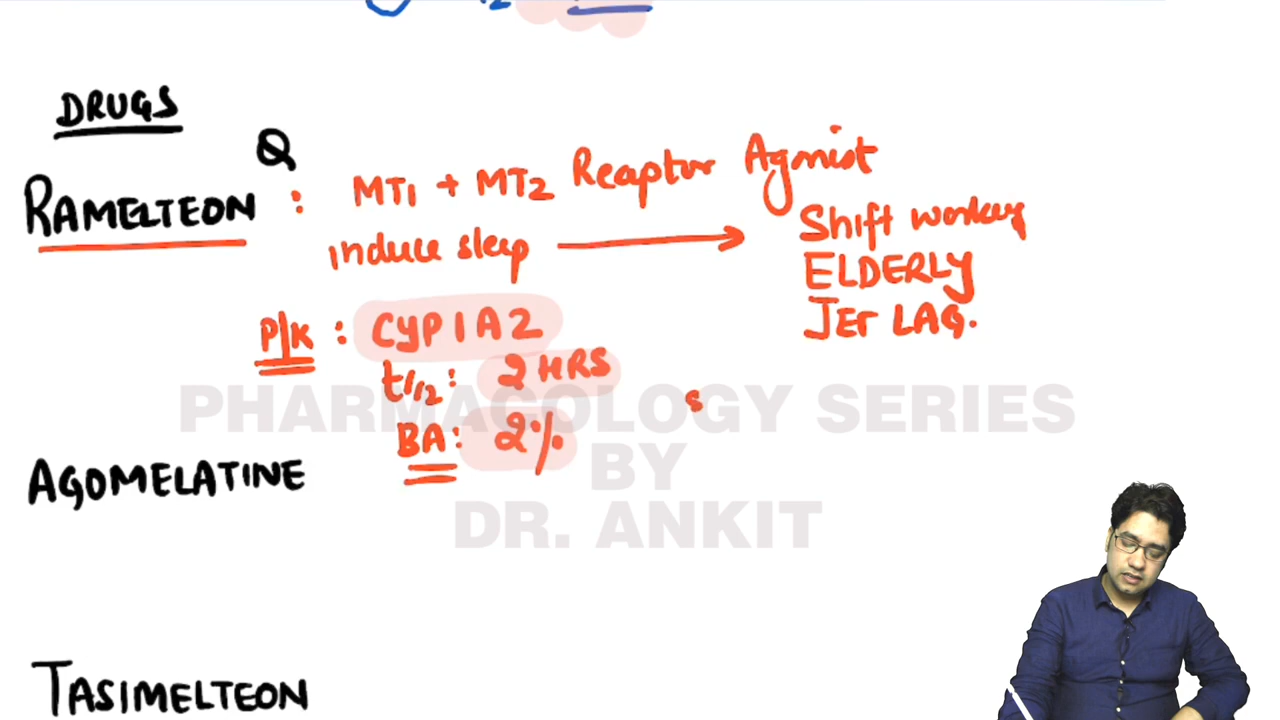 DRUGS
Q
RAMELTEON : MT1 + MT2 Reaptor Agonist
induce sleep → Shift workers
ELDERLY
JET LAG.
P/K : CYP1A2
t1/2 : 2 HRS
BA : 2%
s
PHARMACOLOGY SERIES
BY
DR. ANKIT
AGOMELATINE
TASIMELTEON